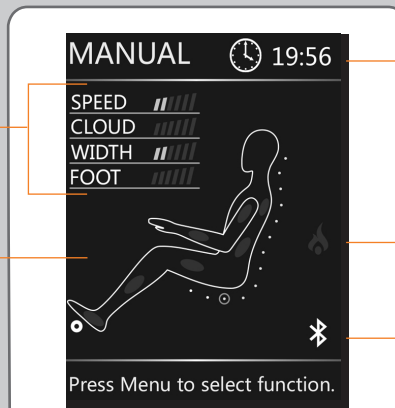 MANUAL 19:56
SPEED
CLOUD
WIDTH
FOOT
Press Menu to select function.